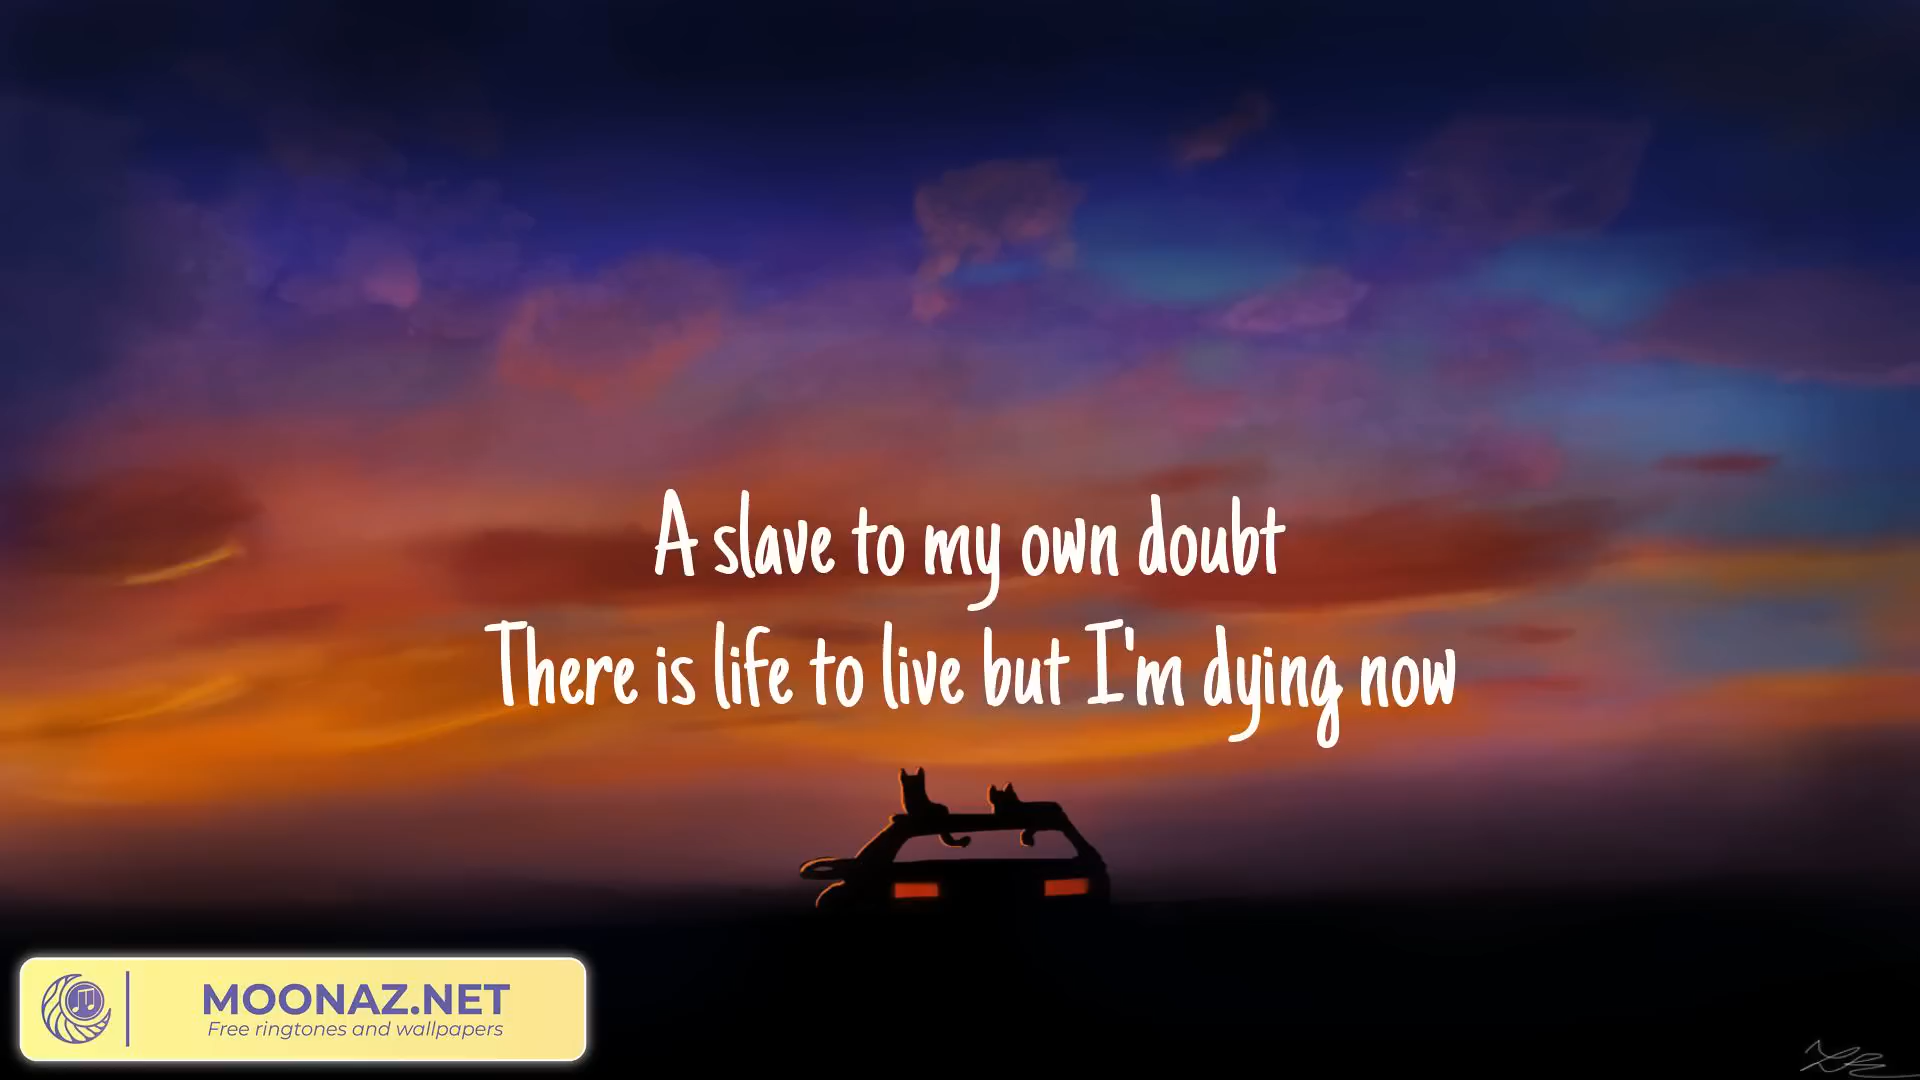 A slave to my own doubt
There is life to live but I'm dying now
MOONAZ.NET
Free ringtones and wallpapers